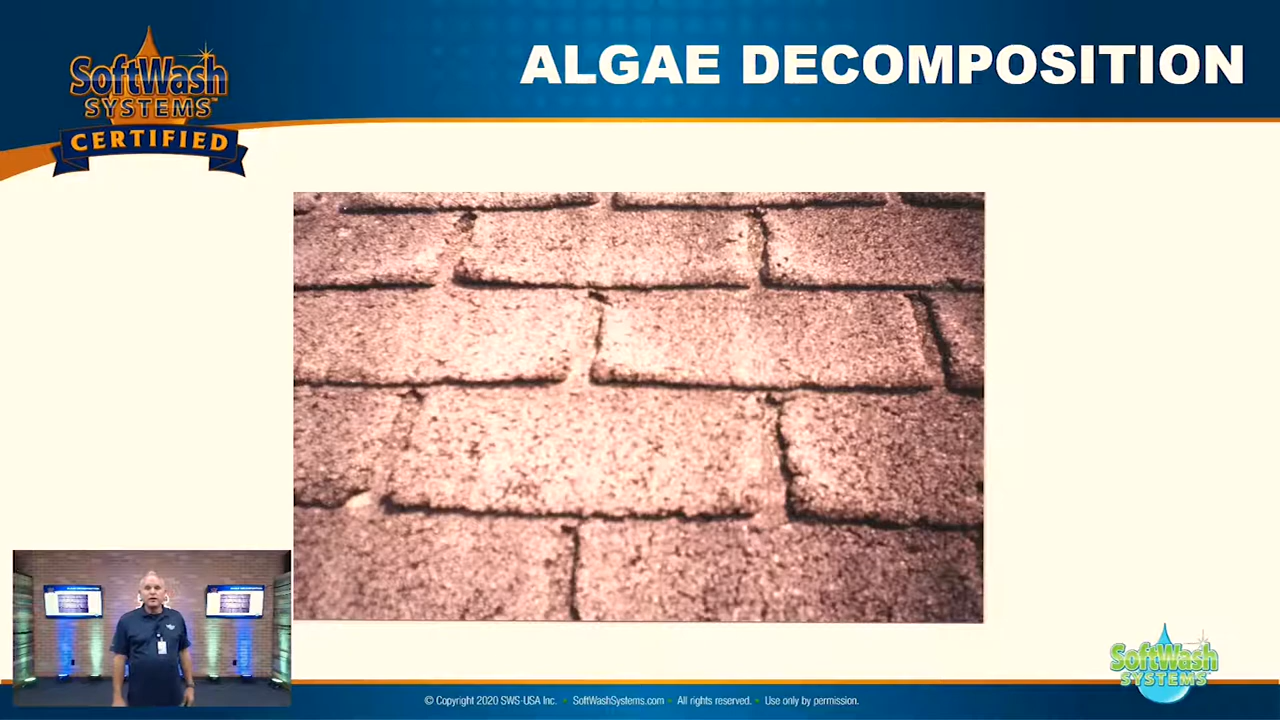 ALGAE DECOMPOSITION
SoftWash
SYSTEMS™
CERTIFIED
SoftWash
SYSTEMS
© Copyright 2020 SWS-USA Inc. • SoftWashSystems.com • All rights reserved. • Use only by permission.